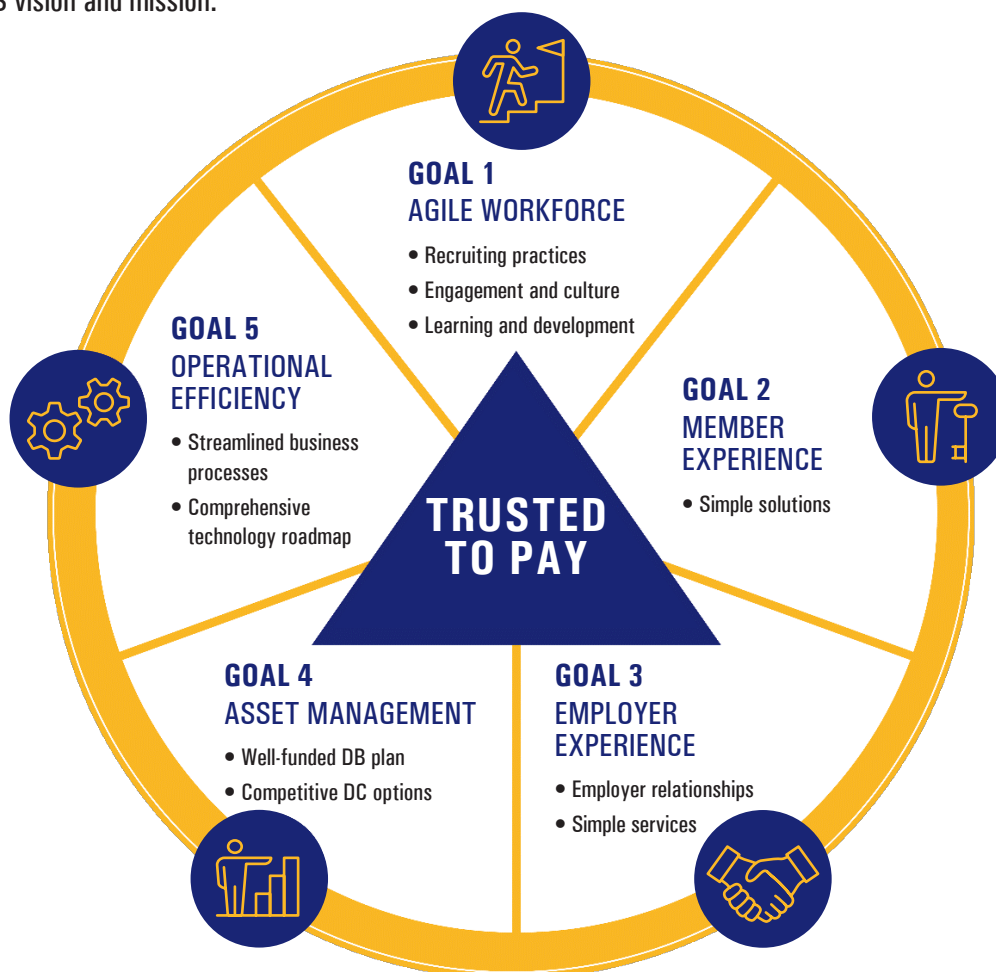 vision and mission.
GOAL 1
AGILE WORKFORCE
• Recruiting practices
• Engagement and culture
• Learning and development
GOAL 2
MEMBER
EXPERIENCE
• Simple solutions
GOAL 3
EMPLOYER
EXPERIENCE
• Employer relationships
• Simple services
GOAL 4
ASSET MANAGEMENT
• Well-funded DB plan
• Competitive DC options
GOAL 5
OPERATIONAL
EFFICIENCY
• Streamlined business
processes
• Comprehensive
technology roadmap
TRUSTED
TO PAY